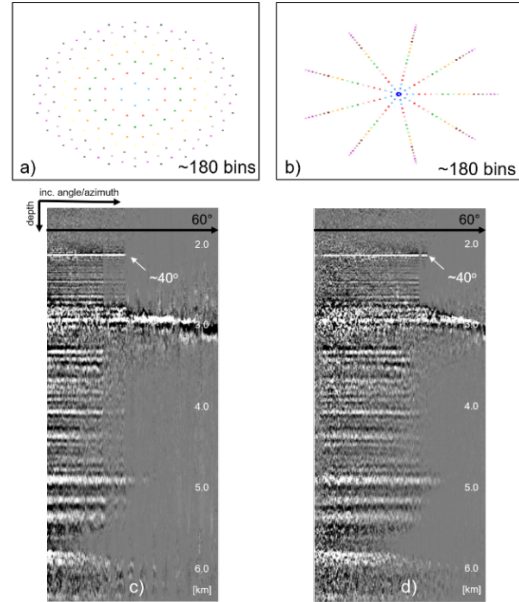 a)
~180 bins
b)
~180 bins
inc. angle/azimuth
depth
60°
2.0
~40°
3.0
4.0
5.0
6.0
[km]
c)
60°
2.0
~40°
3.0
4.0
5.0
6.0
[km]
d)